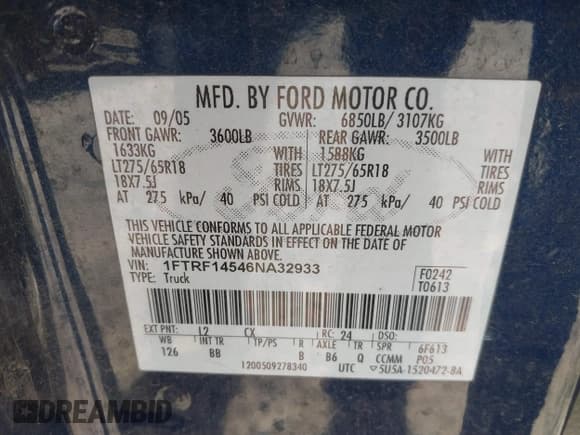 MFD. BY FORD MOTOR CO.
DATE: 09/05 GVWR: 6850LB/ 3107KG
FRONT GAWR: 3600LB REAR GAWR: 3500LB
1633KG WITH 1588KG WITH
LT275/65R18 TIRES LT275/65R18 TIRES
18X7.5J RIMS 18X7.5J RIMS
AT 275 kPa/ 40 PSI COLD AT 275 kPa/ 40 PSI COLD
THIS VEHICLE CONFORMS TO ALL APPLICABLE FEDERAL MOTOR
VEHICLE SAFETY STANDARDS IN EFFECT ON THE DATE OF
MANUFACTURE SHOWN ABOVE.
VIN: 1FTRF14546NA32933 F0242
TYPE: Truck T0613
EXT PNT: L2 CX RC: 24 DSO:
WB INT TR TP/PS R AXLE TR SPR 6F613
126 BB B B6 Q CCMM P05
1200509278340 UTC 5U5A-1520472-BA
DREAMBID